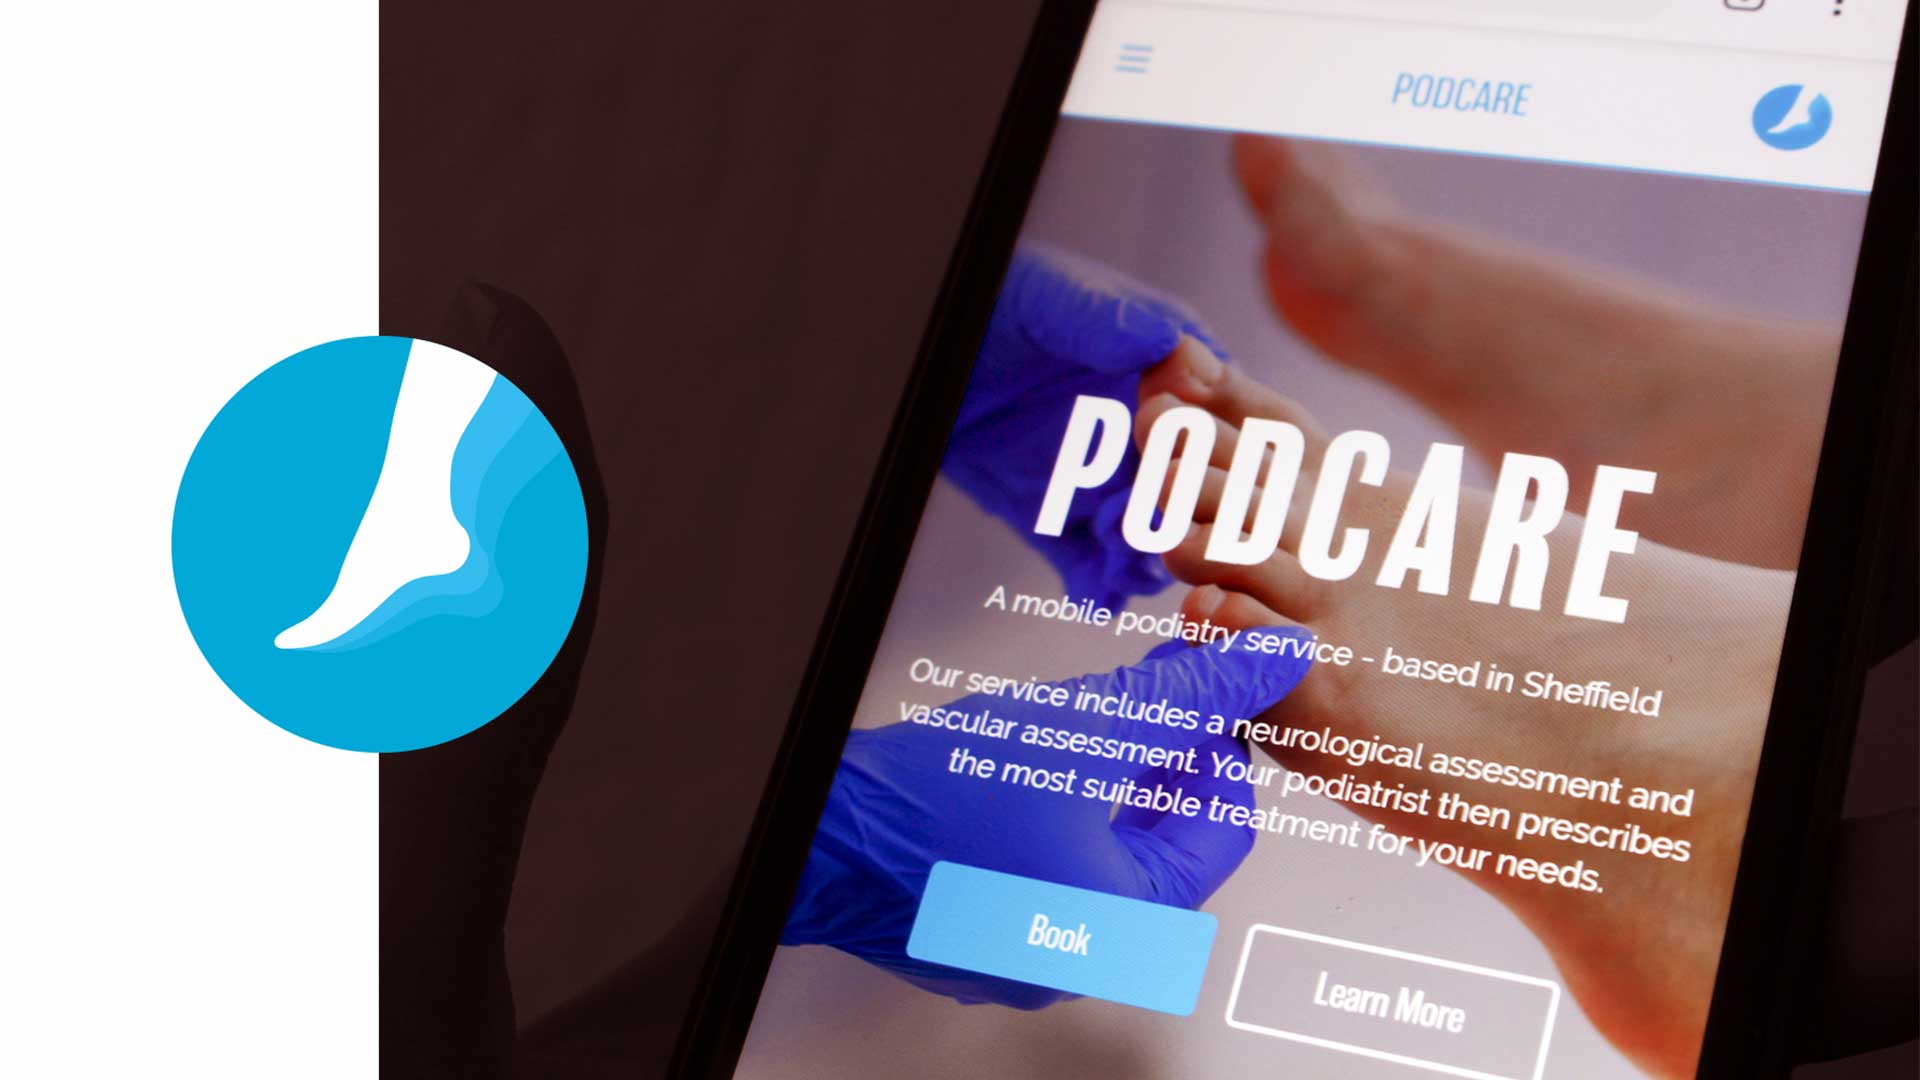 PODCARE
PODCARE
A mobile podiatry service - based in Sheffield
Our service includes a neurological assessment and
vascular assessment. Your podiatrist then prescribes
the most suitable treatment for your needs.
Book
Learn More